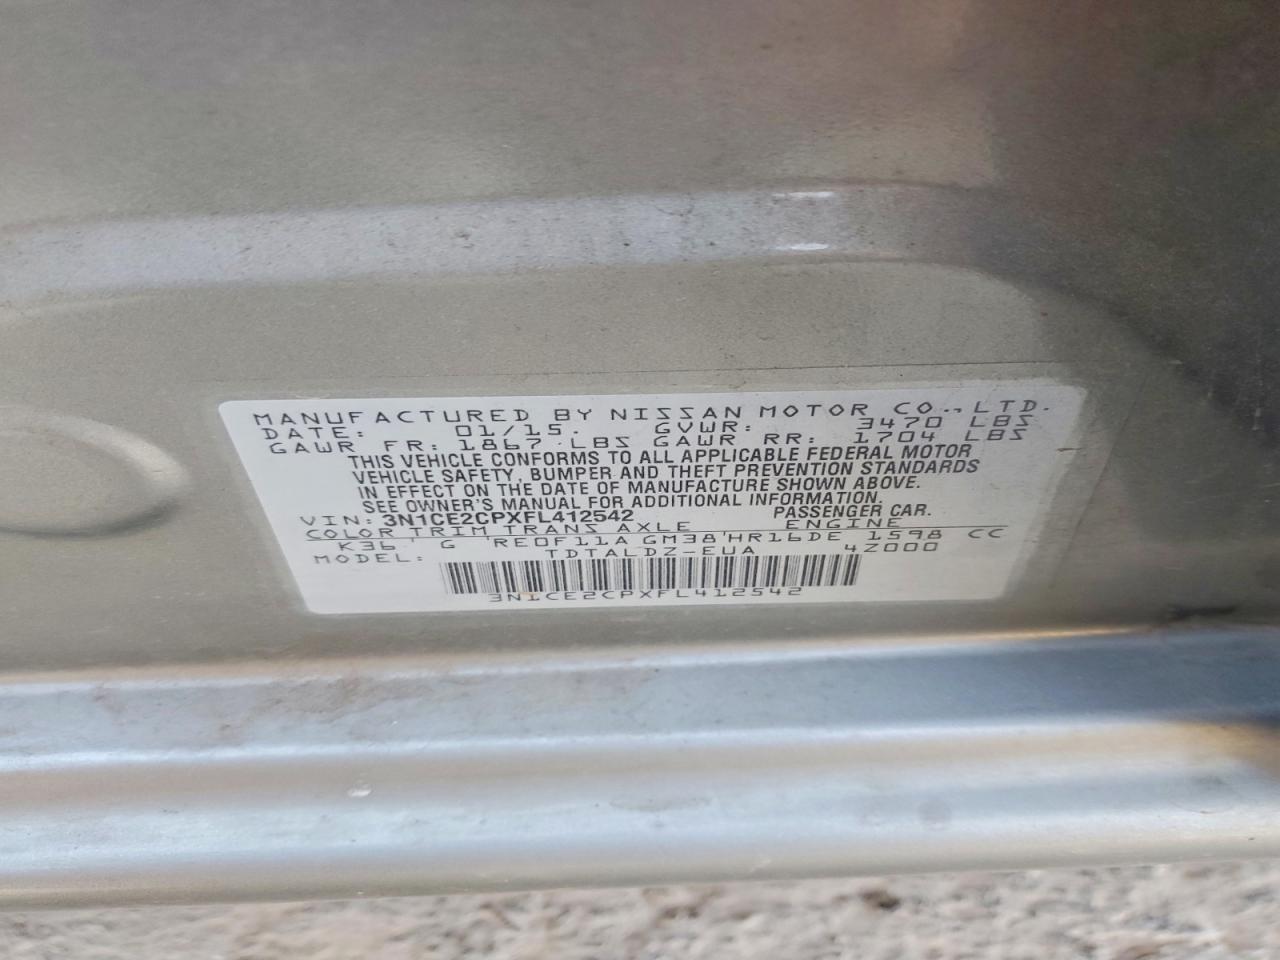 MANUFACTURED BY NISSAN MOTOR CO., LTD.
DATE: 01/15. GVWR: 3470 LBS
GAWR FR: 1867 LBS GAWR RR: 1704 LBS
THIS VEHICLE CONFORMS TO ALL APPLICABLE FEDERAL MOTOR
VEHICLE SAFETY, BUMPER AND THEFT PREVENTION STANDARDS
IN EFFECT ON THE DATE OF MANUFACTURE SHOWN ABOVE.
SEE OWNER'S MANUAL FOR ADDITIONAL INFORMATION.
VIN: 3N1CE2CPXFL412542 PASSENGER CAR.
COLOR TRIM TRANS AXLE ENGINE
K36 ' G 'RE0F11A GM38'HR16DE 1598 CC
MODEL: TDTALDZ-EUA 4Z000
3N1CE2CPXFL412542